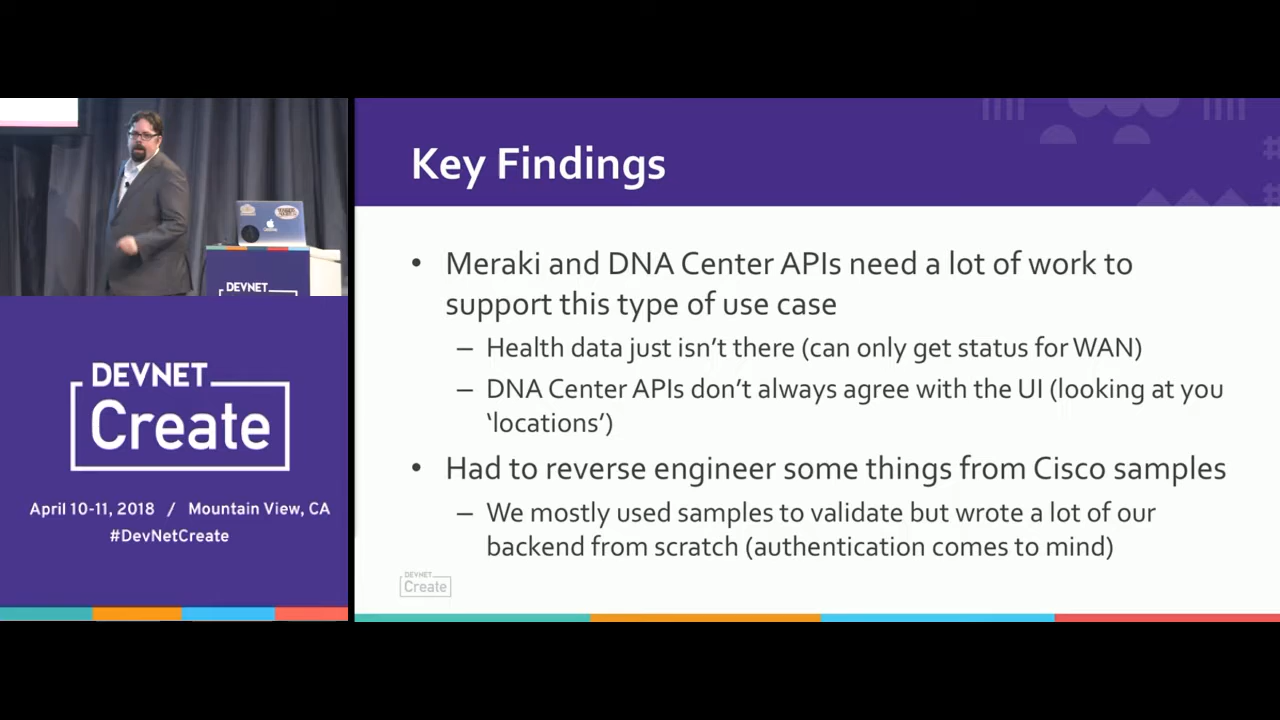 Key Findings
• Meraki and DNA Center APIs need a lot of work to
support this type of use case
– Health data just isn't there (can only get status for WAN)
– DNA Center APIs don't always agree with the UI (looking at you
'locations')
• Had to reverse engineer some things from Cisco samples
– We mostly used samples to validate but wrote a lot of our
backend from scratch (authentication comes to mind)
DEVNET
Create
DEVNET
DEVNET
Create
April 10-11, 2018 / Mountain View, CA
#DevNetCreate